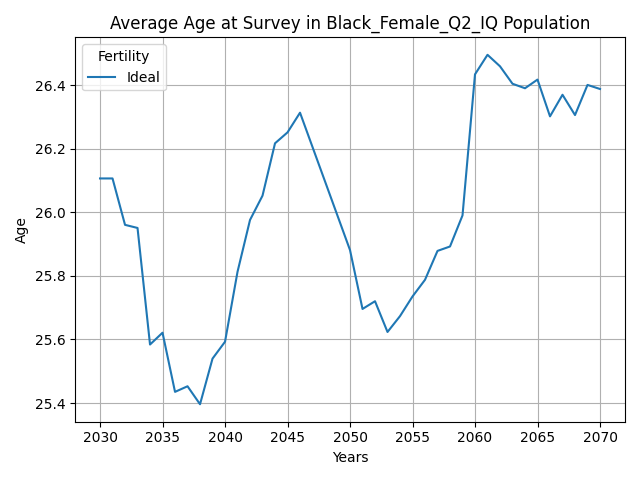 Average Age at Survey in Black_Female_Q2_IQ Population
Fertility
Ideal
26.4
26.2
26.0
25.8
25.6
25.4
Age
2030 2035 2040 2045 2050 2055 2060 2065 2070
Years